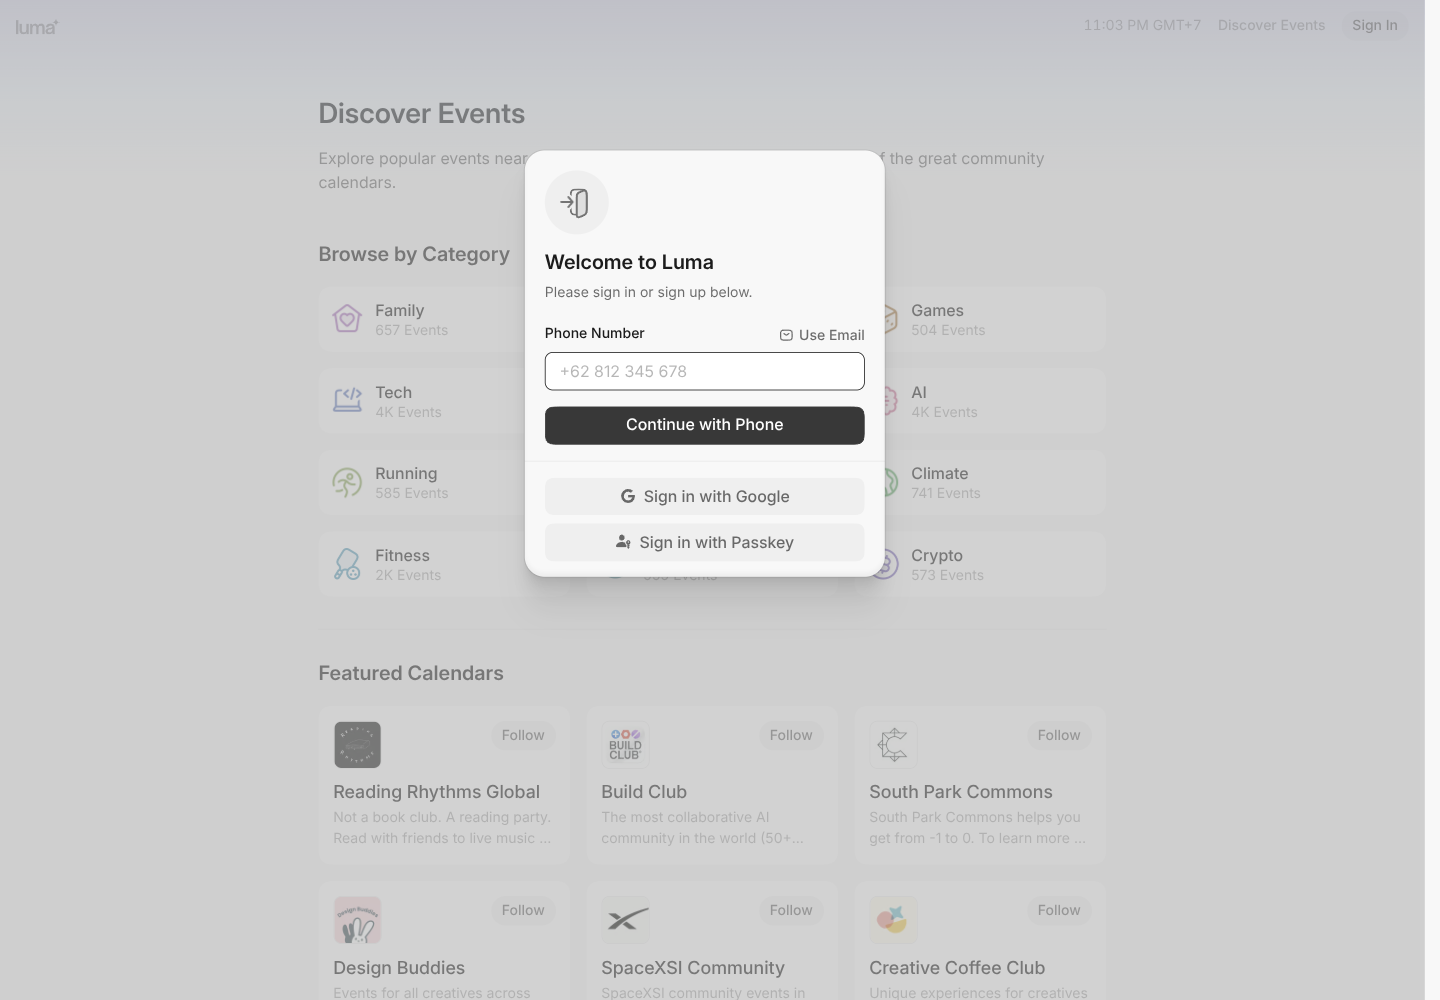 luma
11:03 PM GMT+7
Discover Events
Sign In
Discover Events
Explore popular events near
f the great community
calendars.
Browse by Category
Family
657 Events
Games
504 Events
Tech
4K Events
AI
4K Events
Running
585 Events
Climate
741 Events
Fitness
2K Events
Crypto
573 Events
Welcome to Luma
Please sign in or sign up below.
Phone Number
Use Email
+62 812 345 678
Continue with Phone
Sign in with Google
Sign in with Passkey
Featured Calendars
Follow
Reading Rhythms Global
Not a book club. A reading party.
Read with friends to live music ...
BUILD
CLUB
Follow
Build Club
The most collaborative AI
community in the world (50+...
Follow
South Park Commons
South Park Commons helps you
get from -1 to 0. To learn more ...
Design Buddies
Follow
Design Buddies
Events for all creatives across
Follow
SpaceXSI Community
SpaceXSI community events in
Follow
Creative Coffee Club
Unique experiences for creatives